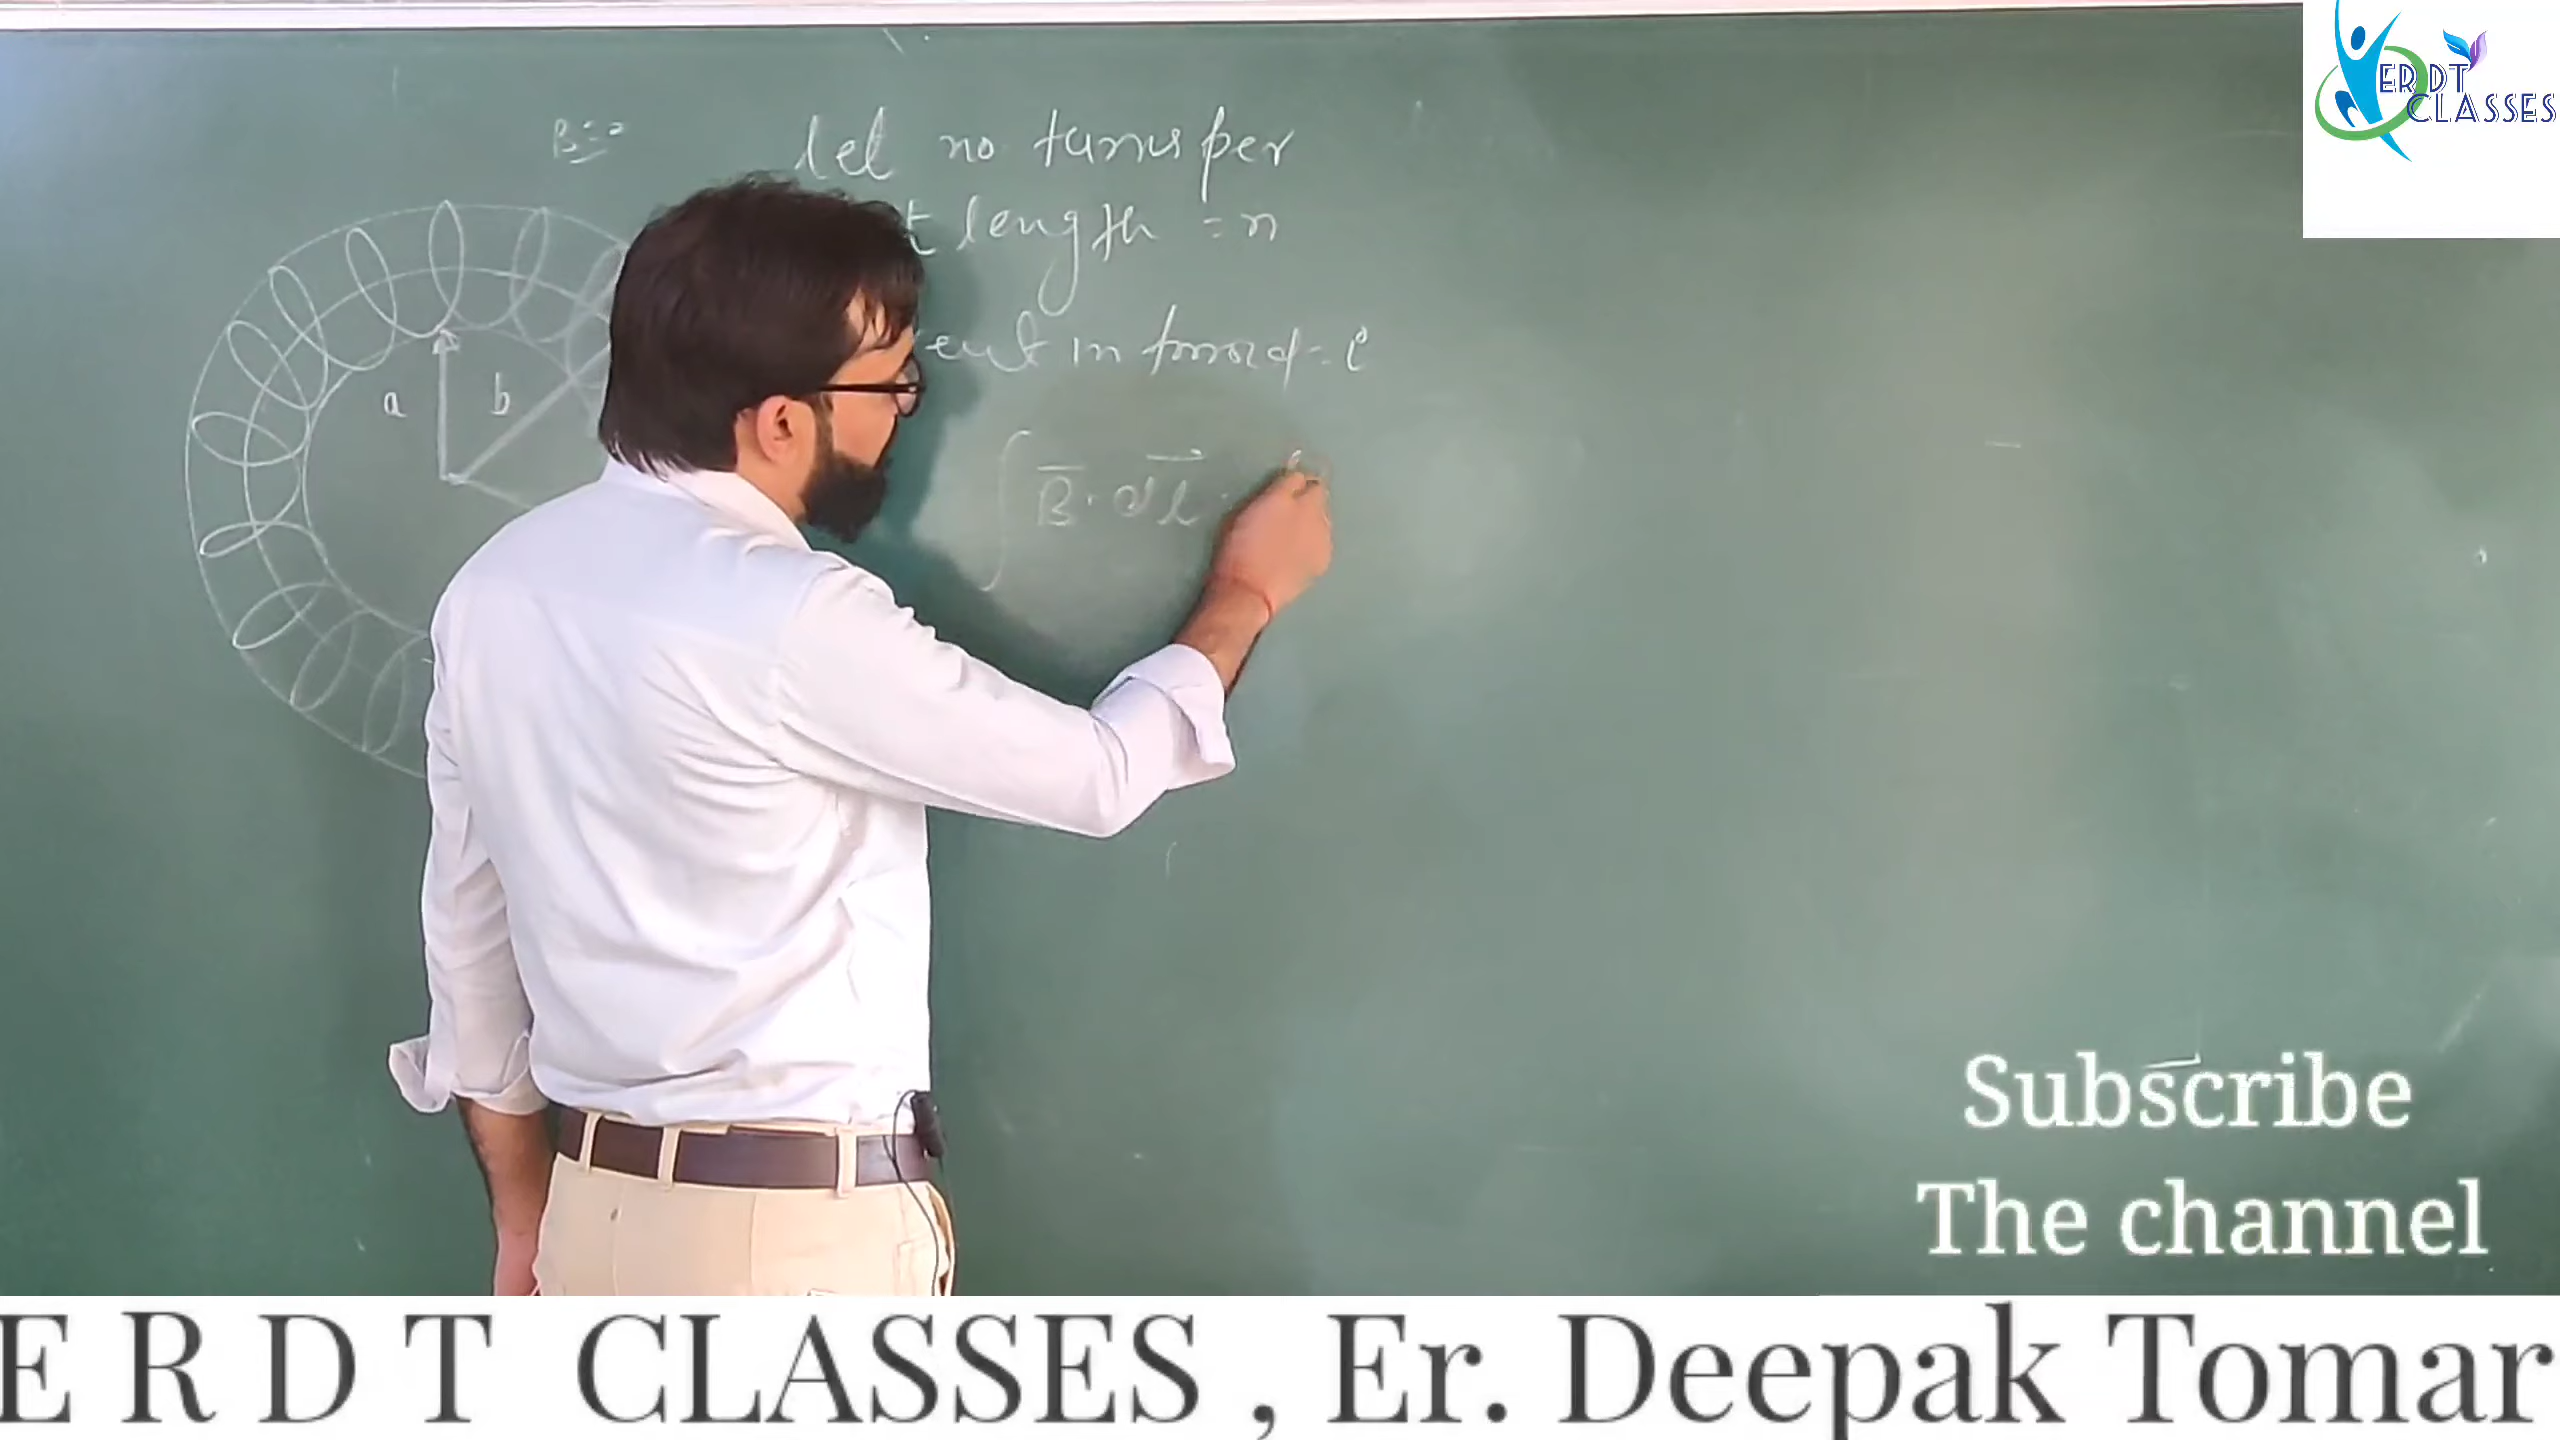 ERDT
CLASSES
B = 0
let no turns per
t length = n
ent in toroid = i
a
b
∫ B · dl
Subscribe
The channel
E R D T CLASSES , Er. Deepak Tomar